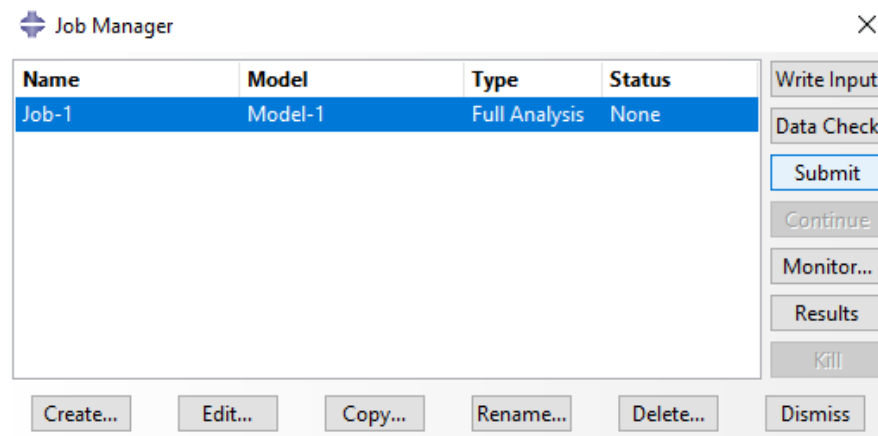 Job Manager
Name Model Type Status Write Input
Job-1 Model-1 Full Analysis None
Data Check
Submit
Continue
Monitor...
Results
Kill
Create... Edit... Copy... Rename... Delete... Dismiss